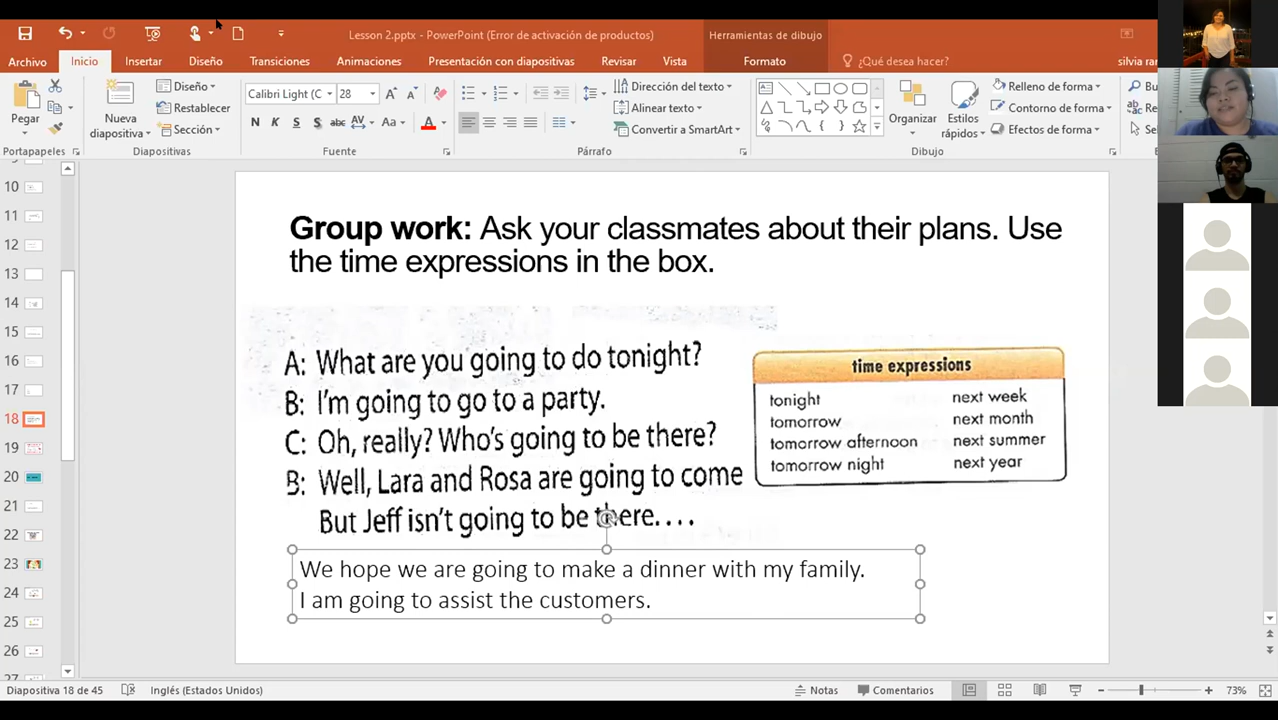 Lesson 2.pptx - PowerPoint (Error de activación de productos)
Herramientas de dibujo
Archivo
Inicio
Insertar
Diseño
Transiciones
Animaciones
Presentación con diapositivas
Revisar
Vista
Formato
¿Qué desea hacer?
Pegar
Portapapeles
Nueva
diapositiva
Diseño
Restablecer
Sección
Diapositivas
Calibri Light (C
28
N K S S abc AV Aa A
Fuente
Dirección del texto
Alinear texto
Convertir a SmartArt
Párrafo
Organizar
Estilos
rápidos
Relleno de forma
Contorno de forma
Efectos de forma
Dibujo
10
11
12
13
14
15
16
17
18
19
20
21
22
23
24
25
26
Group work: Ask your classmates about their plans. Use
the time expressions in the box.
A: What are you going to do tonight?
B: I'm going to go to a party.
C: Oh, really? Who's going to be there?
B: Well, Lara and Rosa are going to come
But Jeff isn't going to be there. . . .
time expressions
tonight next week
tomorrow next month
tomorrow afternoon next summer
tomorrow night next year
We hope we are going to make a dinner with my family.
I am going to assist the customers.
Diapositiva 18 de 45
Inglés (Estados Unidos)
Notas
Comentarios
73%